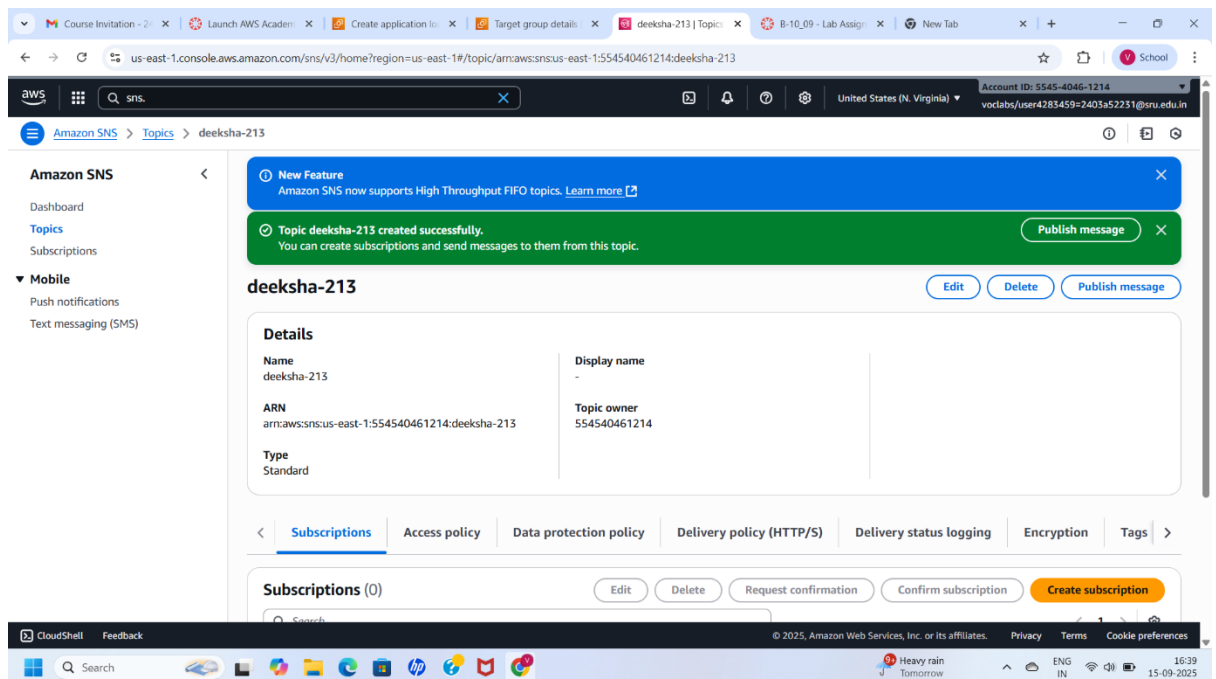 Course Invitation - 2
Launch AWS Academ
Create application lo
Target group details
deeksha-213 | Topics
B-10_09 - Lab Assign
New Tab
us-east-1.console.aws.amazon.com/sns/v3/home?region=us-east-1#/topic/arn:aws:sns:us-east-1:554540461214:deeksha-213
V School
aws
sns.
United States (N. Virginia)
Account ID: 5545-4046-1214
voclabs/user4283459=2403a52231@sru.edu.in
Amazon SNS > Topics > deeksha-213
Amazon SNS
Dashboard
Topics
Subscriptions
Mobile
Push notifications
Text messaging (SMS)
New Feature
Amazon SNS now supports High Throughput FIFO topics. Learn more
Topic deeksha-213 created successfully.
You can create subscriptions and send messages to them from this topic.
Publish message
deeksha-213
Edit Delete Publish message
Details
Name
deeksha-213
Display name
-
ARN
arn:aws:sns:us-east-1:554540461214:deeksha-213
Topic owner
554540461214
Type
Standard
Subscriptions Access policy Data protection policy Delivery policy (HTTP/S) Delivery status logging Encryption Tags
Subscriptions (0)
Edit Delete Request confirmation Confirm subscription Create subscription
Search
1
CloudShell Feedback
© 2025, Amazon Web Services, Inc. or its affiliates. Privacy Terms Cookie preferences
Search
Heavy rain
Tomorrow
ENG
IN
16:39
15-09-2025